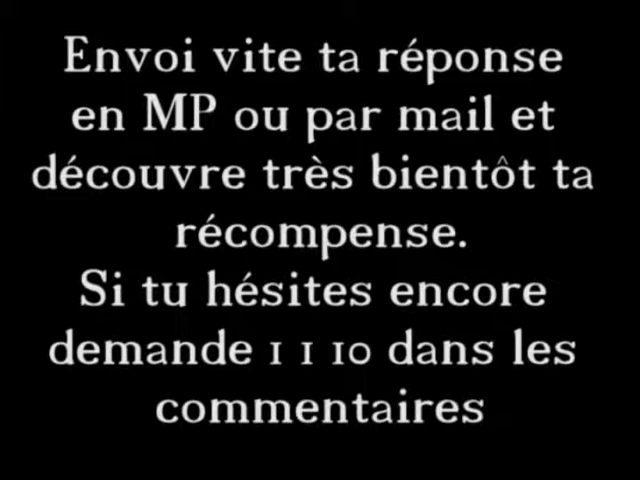 Envoi vite ta réponse
en MP ou par mail et
découvre très bientôt ta
récompense.
Si tu hésites encore
demande 1 1 10 dans les
commentaires